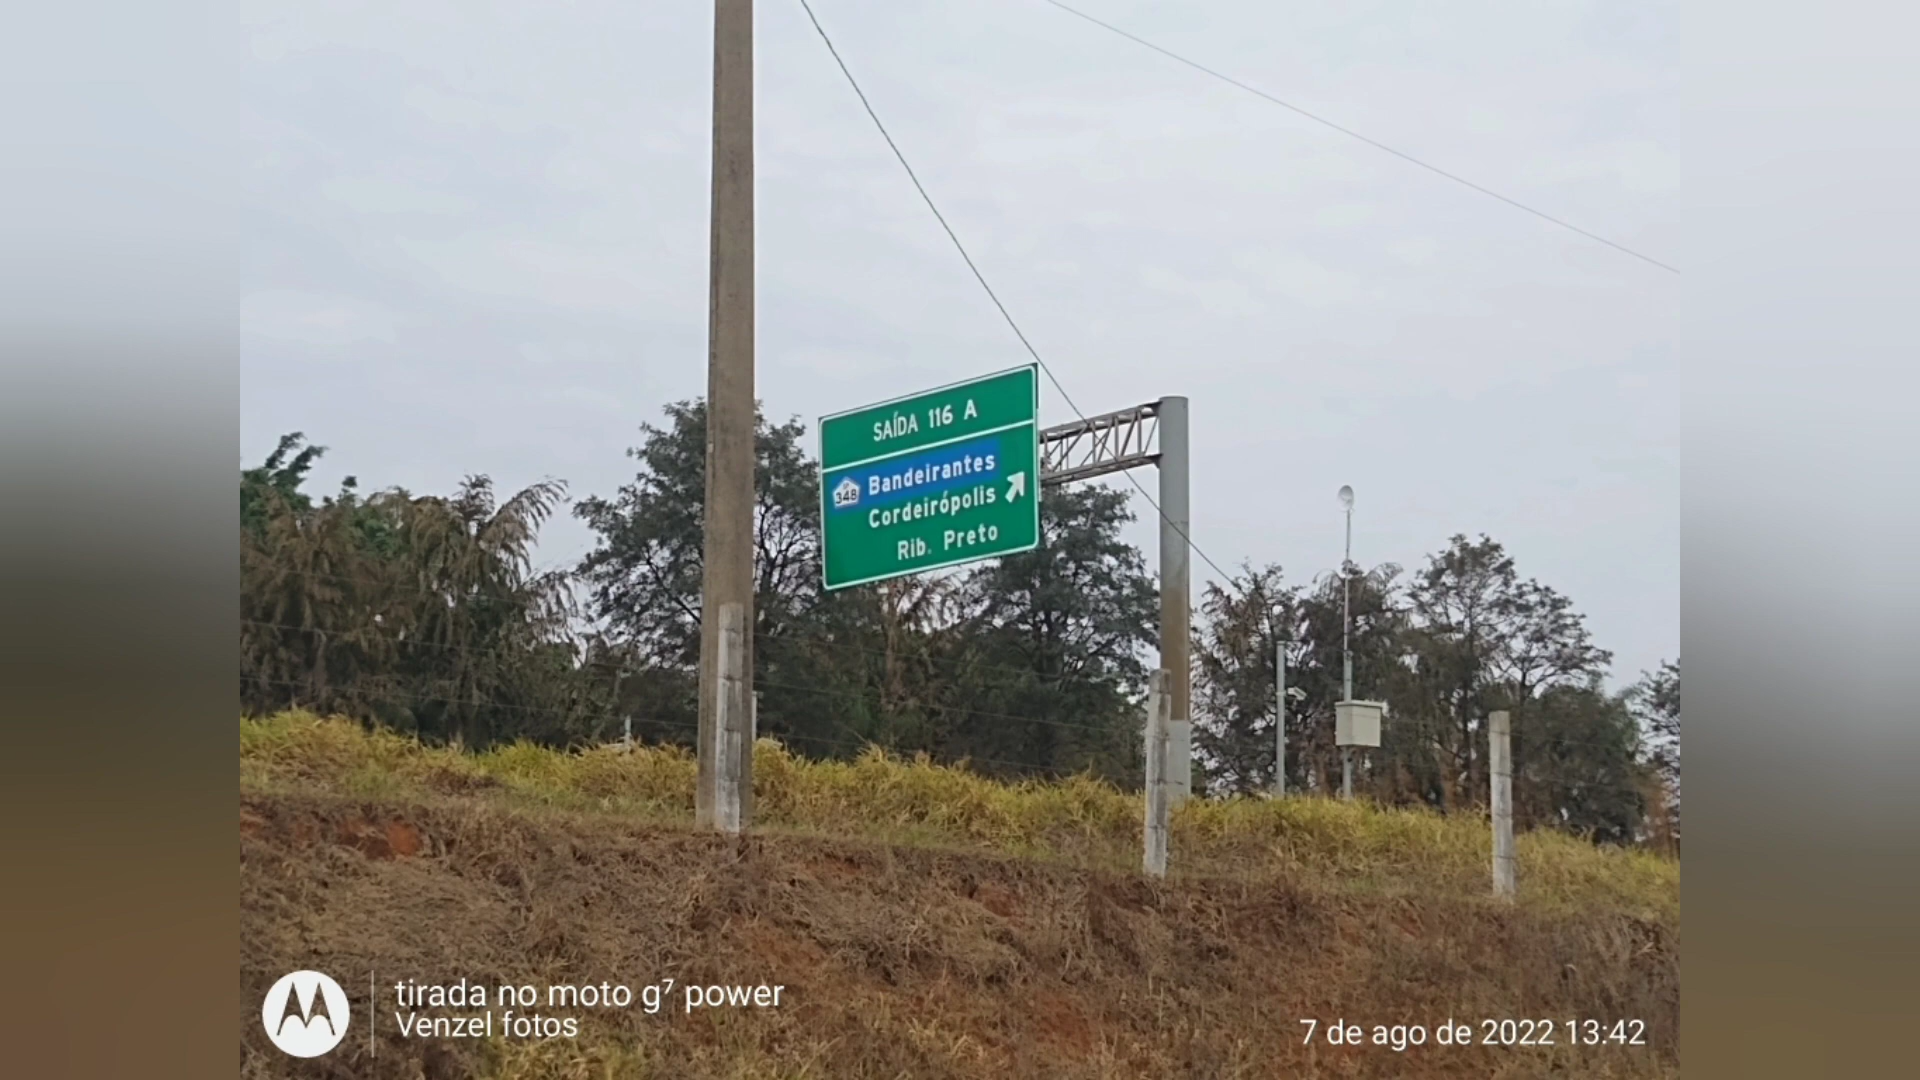 SAÍDA 116 A
SP
348
Bandeirantes
Cordeirópolis
Rib. Preto
tirada no moto g⁷ power
Venzel fotos
7 de ago de 2022 13:42